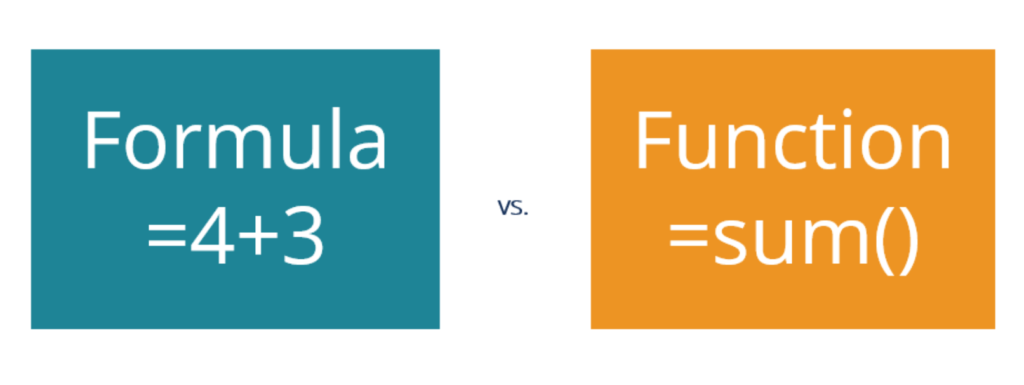 Formula
=4+3
vs.
Function
=sum()